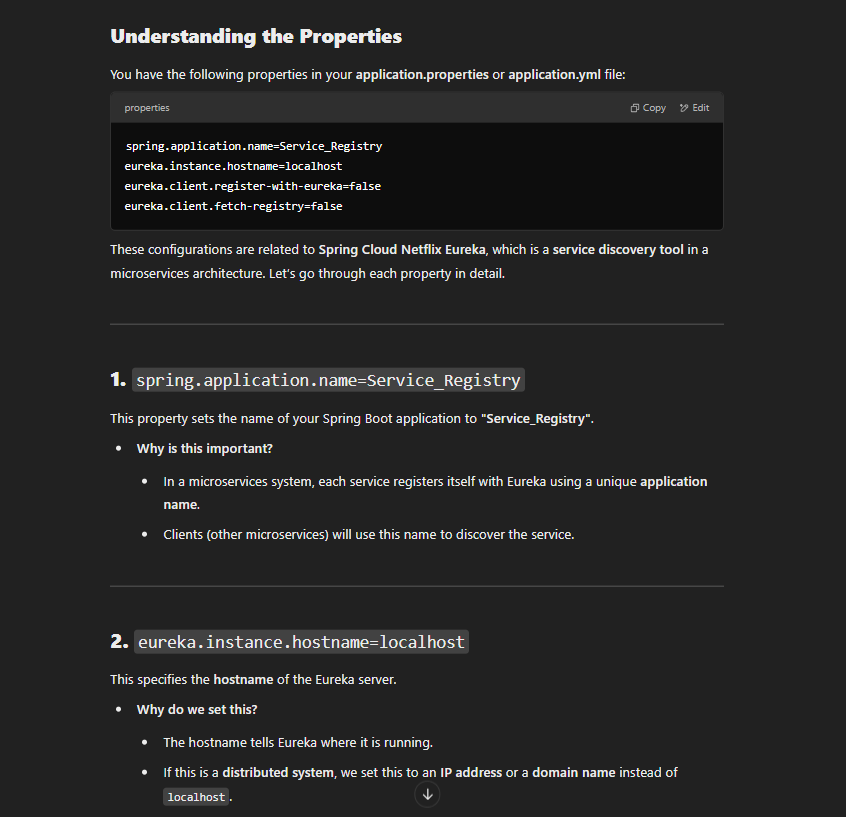 Understanding the Properties
You have the following properties in your application.properties or application.yml file:
properties
Copy
Edit
spring.application.name=Service_Registry
eureka.instance.hostname=localhost
eureka.client.register-with-eureka=false
eureka.client.fetch-registry=false
These configurations are related to Spring Cloud Netflix Eureka, which is a service discovery tool in a
microservices architecture. Let's go through each property in detail.
1. spring.application.name=Service_Registry
This property sets the name of your Spring Boot application to "Service_Registry".
• Why is this important?
• In a microservices system, each service registers itself with Eureka using a unique application
name.
• Clients (other microservices) will use this name to discover the service.
2. eureka.instance.hostname=localhost
This specifies the hostname of the Eureka server.
• Why do we set this?
• The hostname tells Eureka where it is running.
• If this is a distributed system, we set this to an IP address or a domain name instead of
localhost.